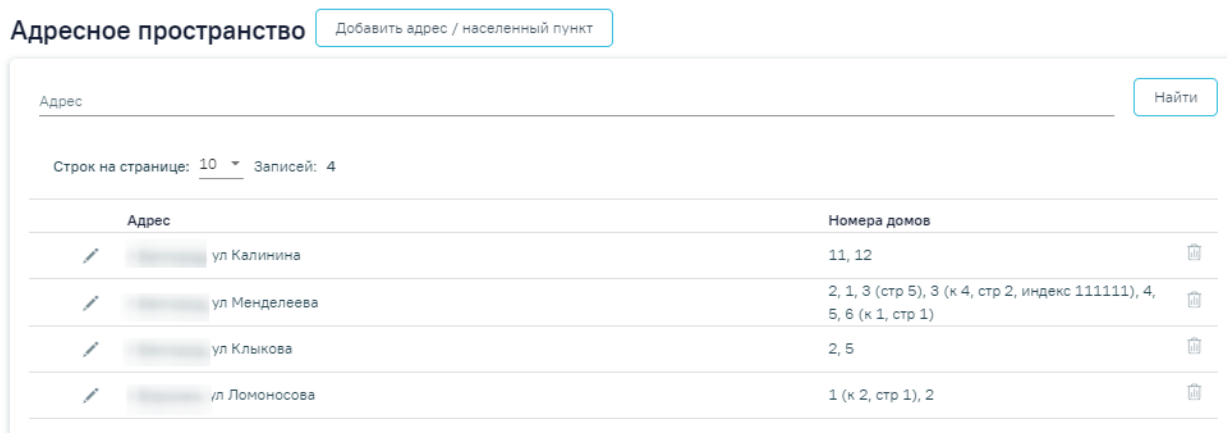 Адресное пространство
Добавить адрес / населенный пункт
Адрес
Найти
Строк на странице: 10 Записей: 4
Адрес Номера домов
ул Калинина 11, 12
ул Менделеева 2, 1, 3 (стр 5), 3 (к 4, стр 2, индекс 111111), 4,
5, 6 (к 1, стр 1)
ул Клыкова 2, 5
ул Ломоносова 1 (к 2, стр 1), 2